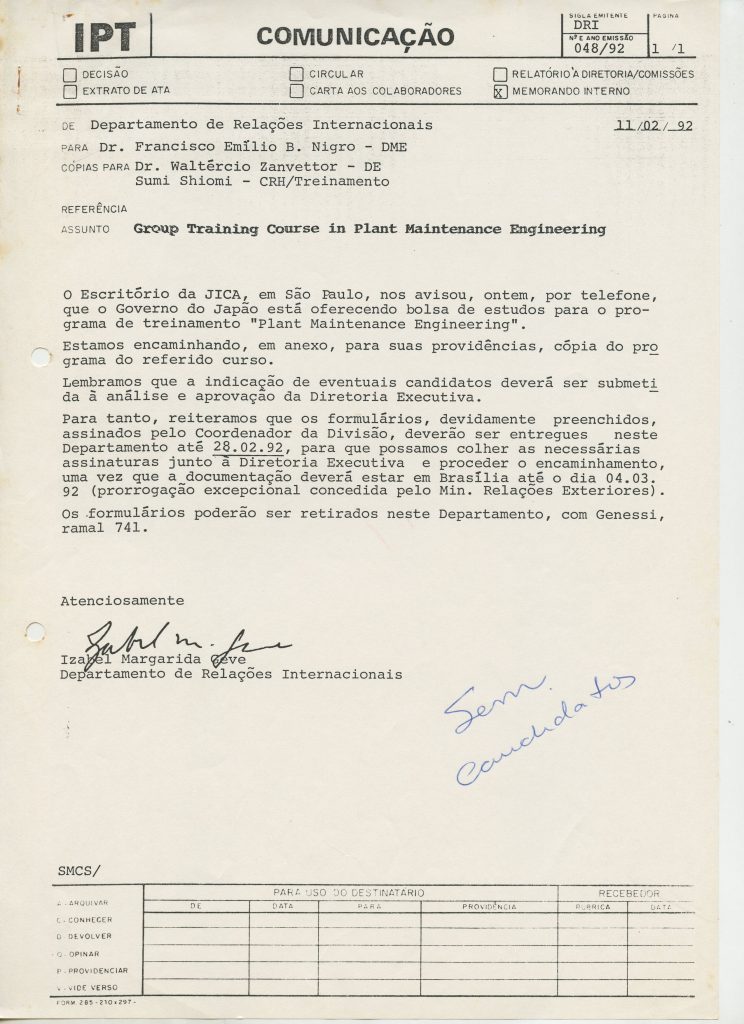 IPT
COMUNICAÇÃO
SIGLA EMITENTE
DRI
PÁGINA
Nº E ANO EMISSÃO
048/92
1 /1
DECISÃO
CIRCULAR
RELATÓRIO À DIRETORIA/COMISSÕES
EXTRATO DE ATA
CARTA AOS COLABORADORES
X MEMORANDO INTERNO
DE Departamento de Relações Internacionais
11/02/92
PARA Dr. Francisco Emílio B. Nigro - DME
CÓPIAS PARA Dr. Waltércio Zanvettor - DE
Sumi Shiomi - CRH/Treinamento
REFERÊNCIA
ASSUNTO Group Training Course in Plant Maintenance Engineering
O Escritório da JICA, em São Paulo, nos avisou, ontem, por telefone,
que o Governo do Japão está oferecendo bolsa de estudos para o pro-
grama de treinamento "Plant Maintenance Engineering".
Estamos encaminhando, em anexo, para suas providências, cópia do pro
grama do referido curso.
Lembramos que a indicação de eventuais candidatos deverá ser submeti
da à análise e aprovação da Diretoria Executiva.
Para tanto, reiteramos que os formulários, devidamente preenchidos,
assinados pelo Coordenador da Divisão, deverão ser entregues neste
Departamento até 28.02.92, para que possamos colher as necessárias
assinaturas junto à Diretoria Executiva e proceder o encaminhamento,
uma vez que a documentação deverá estar em Brasília até o dia 04.03.
92 (prorrogação excepcional concedida pelo Min. Relações Exteriores).
Os formulários poderão ser retirados neste Departamento, com Genessi,
ramal 741.
Atenciosamente
Izabel Margarida Geve
Departamento de Relações Internacionais
Sem
candidatos
SMCS/
PARA USO DO DESTINATÁRIO
RECEBEDOR
A - ARQUIVAR
DE
DATA
PARA
PROVIDÊNCIA
RUBRICA
DATA
C - CONHECER
D - DEVOLVER
O - OPINAR
P - PROVIDENCIAR
V - VIDE VERSO
FORM. 285 - 210x297 -